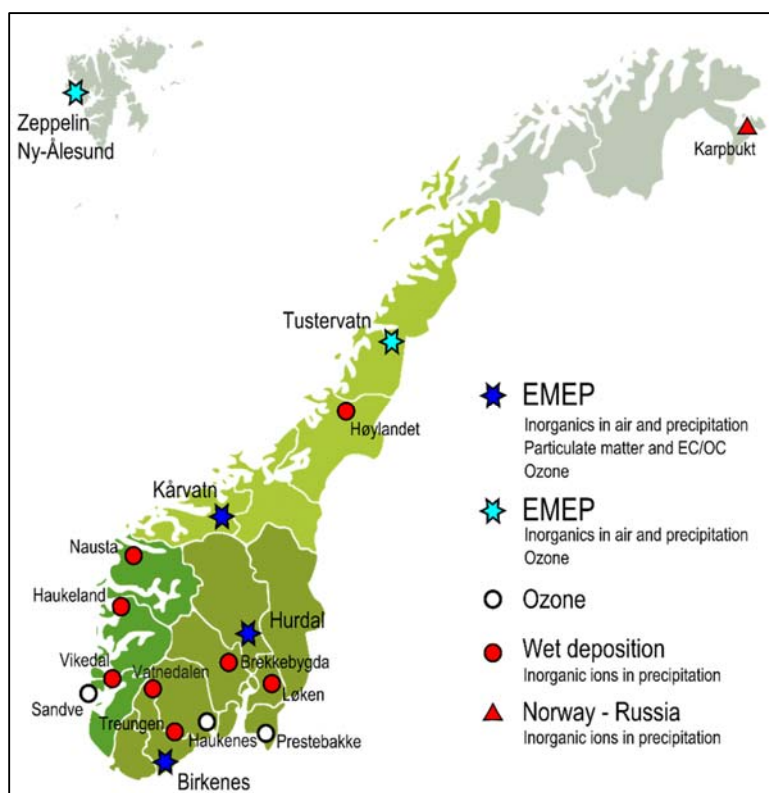 Zeppelin
Ny-Ålesund
Karpbukt
Tustervatn
Høylandet
Kårvatn
Nausta
Haukeland
Hurdal
Vikedal
Vatnedalen
Brekkebygda
Løken
Sandve
Treungen
Haukenes
Prestebakke
Birkenes
EMEP
Inorganics in air and precipitation
Particulate matter and EC/OC
Ozone
EMEP
Inorganics in air and precipitation
Ozone
Ozone
Wet deposition
Inorganic ions in precipitation
Norway - Russia
Inorganic ions in precipitation